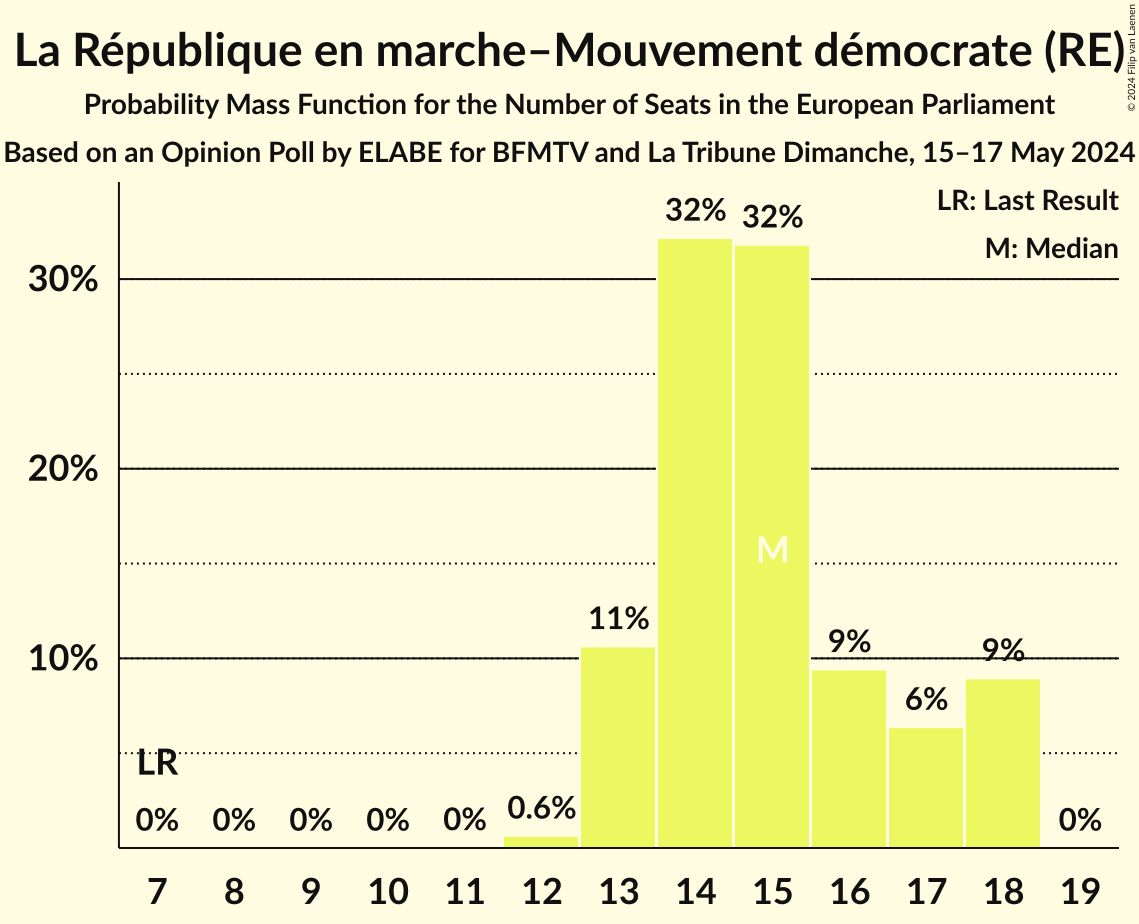 La République en marche–Mouvement démocrate (RE)
© 2024 Filip van Laenen
Probability Mass Function for the Number of Seats in the European Parliament
Based on an Opinion Poll by ELABE for BFMTV and La Tribune Dimanche, 15–17 May 2024
LR: Last Result
M: Median
32% 32%
30%
20%
M
11%
9% 9%
10%
6%
LR
0% 0% 0% 0% 0% 0.6% 0%
7 8 9 10 11 12 13 14 15 16 17 18 19